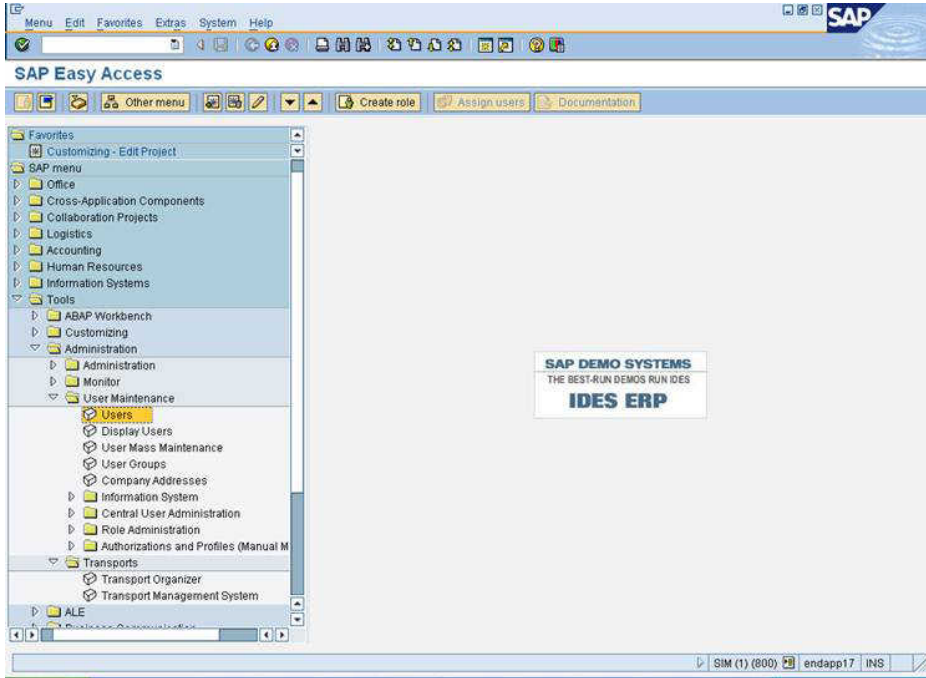 Menu Edit Favorites Extras System Help
SAP
SAP Easy Access
Other menu Create role Assign users Documentation
Favorites
Customizing - Edit Project
SAP menu
Office
Cross-Application Components
Collaboration Projects
Logistics
Accounting
Human Resources
Information Systems
Tools
ABAP Workbench
Customizing
Administration
Administration
Monitor
User Maintenance
Users
Display Users
User Mass Maintenance
User Groups
Company Addresses
Information System
Central User Administration
Role Administration
Authorizations and Profiles (Manual M
Transports
Transport Organizer
Transport Management System
ALE
SAP DEMO SYSTEMS
THE BEST-RUN DEMOS RUN IDES
IDES ERP
SIM (1) (800) endapp17 INS